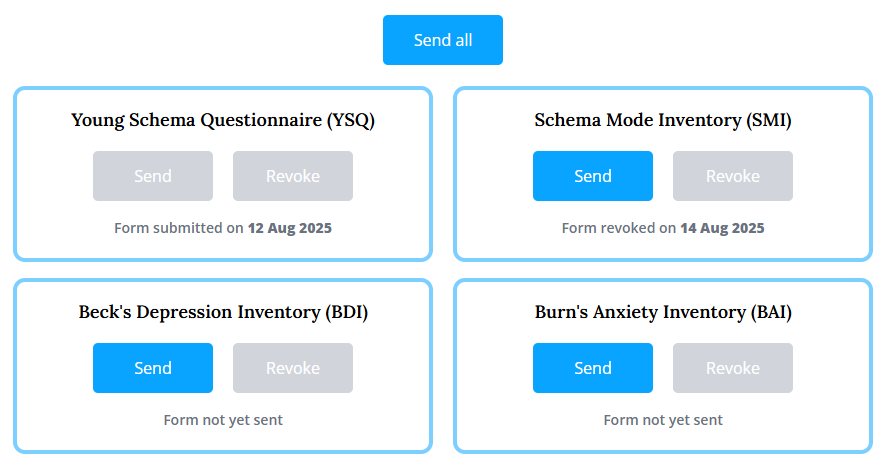 Send all
Young Schema Questionnaire (YSQ)
Send
Revoke
Form submitted on 12 Aug 2025
Schema Mode Inventory (SMI)
Send
Revoke
Form revoked on 14 Aug 2025
Beck's Depression Inventory (BDI)
Send
Revoke
Form not yet sent
Burn's Anxiety Inventory (BAI)
Send
Revoke
Form not yet sent